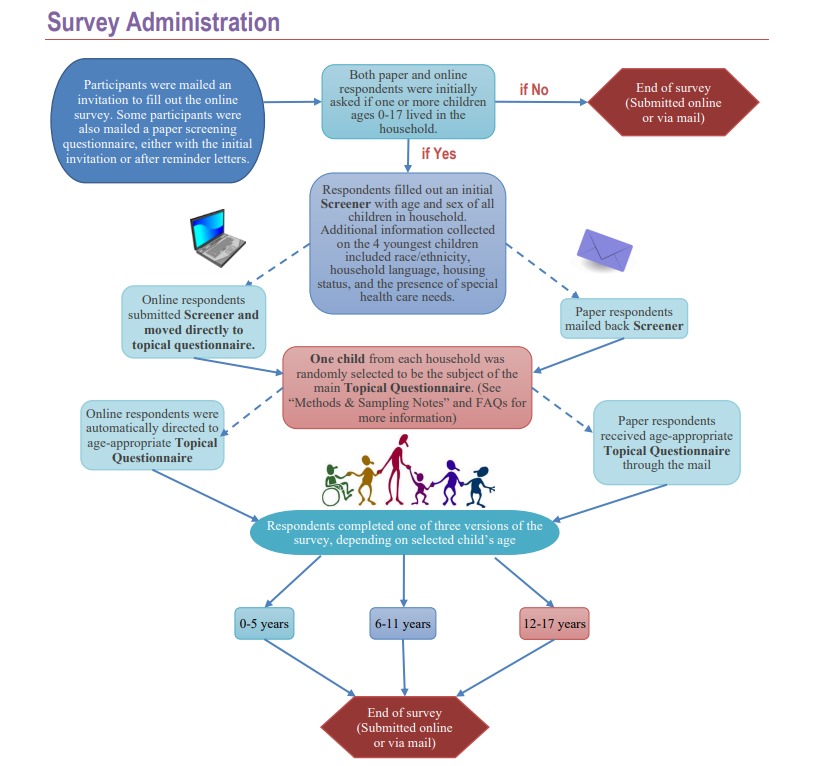 Survey Administration
Participants were mailed an
invitation to fill out the online
survey. Some participants were
also mailed a paper screening
questionnaire, either with the initial
invitation or after reminder letters.
Both paper and online
respondents were initially
asked if one or more children
ages 0-17 lived in the
household.
if No
End of survey
(Submitted online
or via mail)
if Yes
Respondents filled out an initial
Screener with age and sex of all
children in household.
Additional information collected
on the 4 youngest children
included race/ethnicity,
household language, housing
status, and the presence of special
health care needs.
Online respondents
submitted Screener and
moved directly to
topical questionnaire.
Paper respondents
mailed back Screener
One child from each household was
randomly selected to be the subject of the
main Topical Questionnaire. (See
“Methods & Sampling Notes” and FAQs for
more information)
Online respondents were
automatically directed to
age-appropriate Topical
Questionnaire
Paper respondents
received age-appropriate
Topical Questionnaire
through the mail
Respondents completed one of three versions of the
survey, depending on selected child’s age
0-5 years
6-11 years
12-17 years
End of survey
(Submitted online
or via mail)